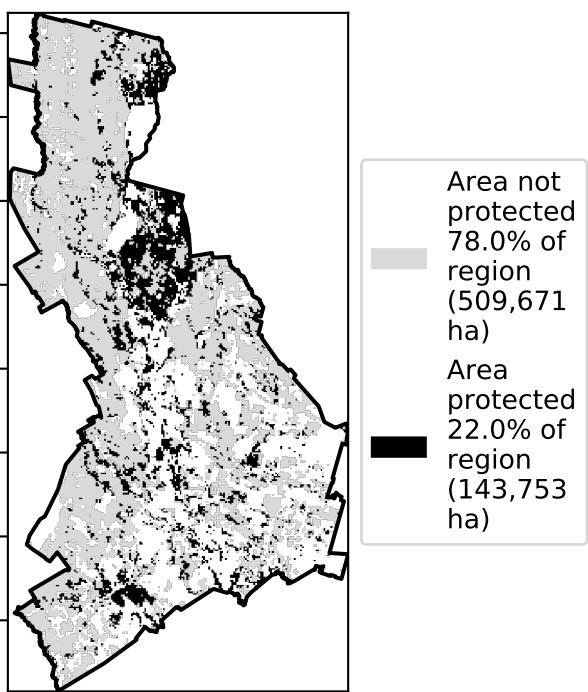 Area not
protected
78.0% of
region
(509,671
ha)
Area
protected
22.0% of
region
(143,753
ha)